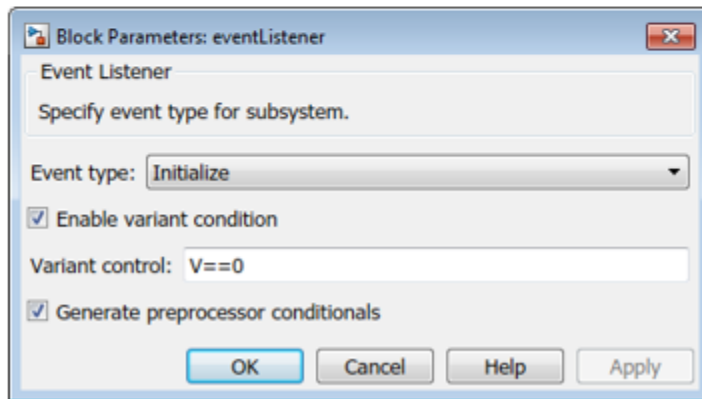 Block Parameters: eventListener
Event Listener
Specify event type for subsystem.
Event type: Initialize
Enable variant condition
Variant control: V==0
Generate preprocessor conditionals
OK Cancel Help Apply